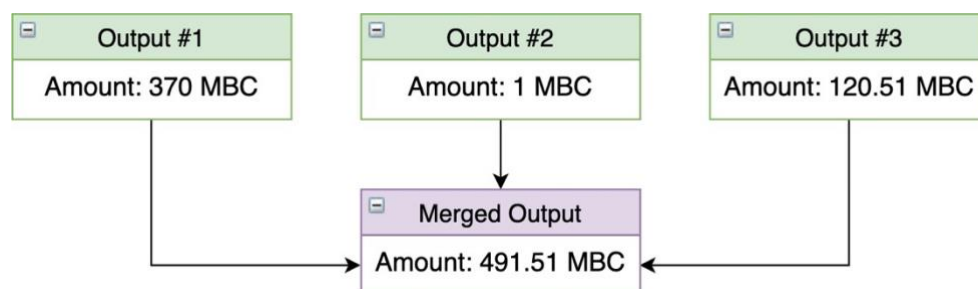 Output #1
Amount: 370 MBC
Output #2
Amount: 1 MBC
Output #3
Amount: 120.51 MBC
Merged Output
Amount: 491.51 MBC